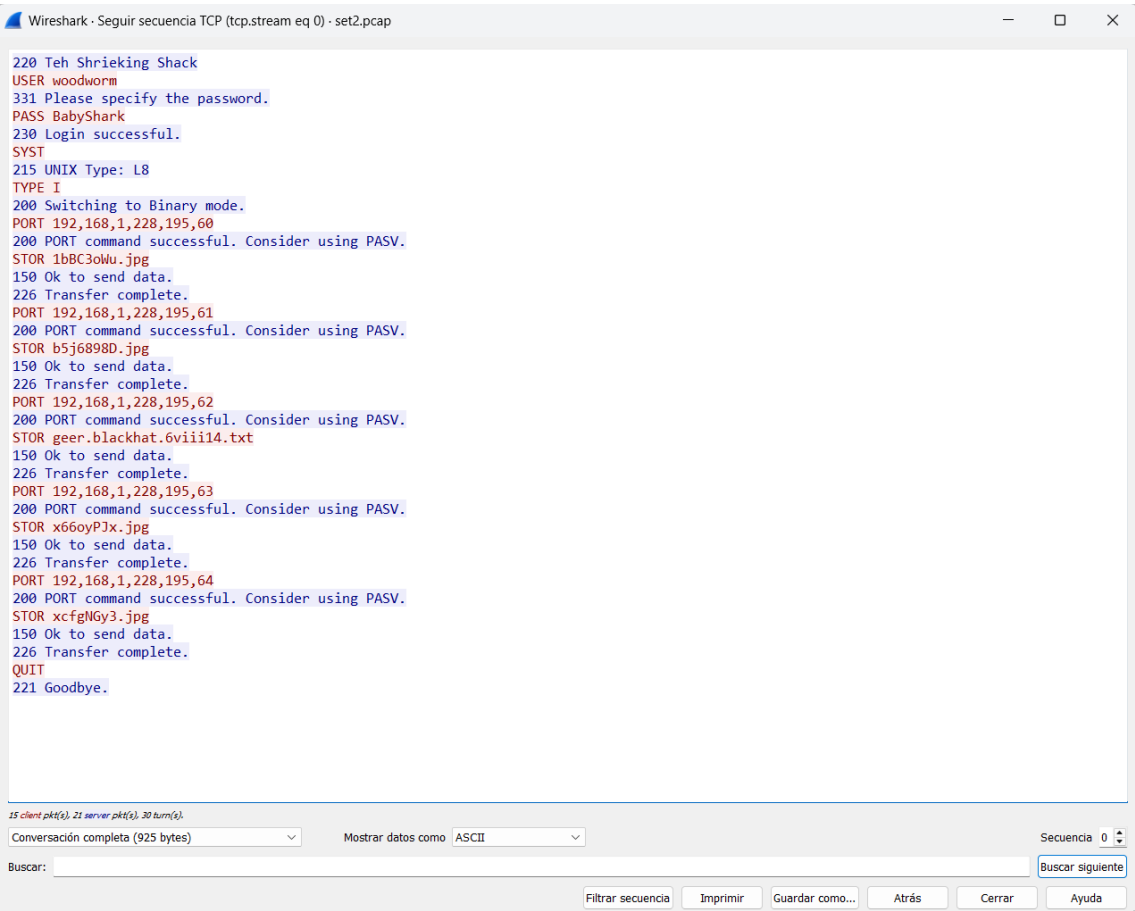 Wireshark · Seguir secuencia TCP (tcp.stream eq 0) · set2.pcap
220 Teh Shrieking Shack
USER woodworm
331 Please specify the password.
PASS BabyShark
230 Login successful.
SYST
215 UNIX Type: L8
TYPE I
200 Switching to Binary mode.
PORT 192,168,1,228,195,60
200 PORT command successful. Consider using PASV.
STOR 1bBC3oWu.jpg
150 Ok to send data.
226 Transfer complete.
PORT 192,168,1,228,195,61
200 PORT command successful. Consider using PASV.
STOR b5j6898D.jpg
150 Ok to send data.
226 Transfer complete.
PORT 192,168,1,228,195,62
200 PORT command successful. Consider using PASV.
STOR geer.blackhat.6viii14.txt
150 Ok to send data.
226 Transfer complete.
PORT 192,168,1,228,195,63
200 PORT command successful. Consider using PASV.
STOR x66oyPJx.jpg
150 Ok to send data.
226 Transfer complete.
PORT 192,168,1,228,195,64
200 PORT command successful. Consider using PASV.
STOR xcfgNGy3.jpg
150 Ok to send data.
226 Transfer complete.
QUIT
221 Goodbye.
15 client pkt(s), 21 server pkt(s), 30 turn(s).
Conversación completa (925 bytes) Mostrar datos como ASCII Secuencia 0
Buscar: Buscar siguiente
Filtrar secuencia Imprimir Guardar como... Atrás Cerrar Ayuda